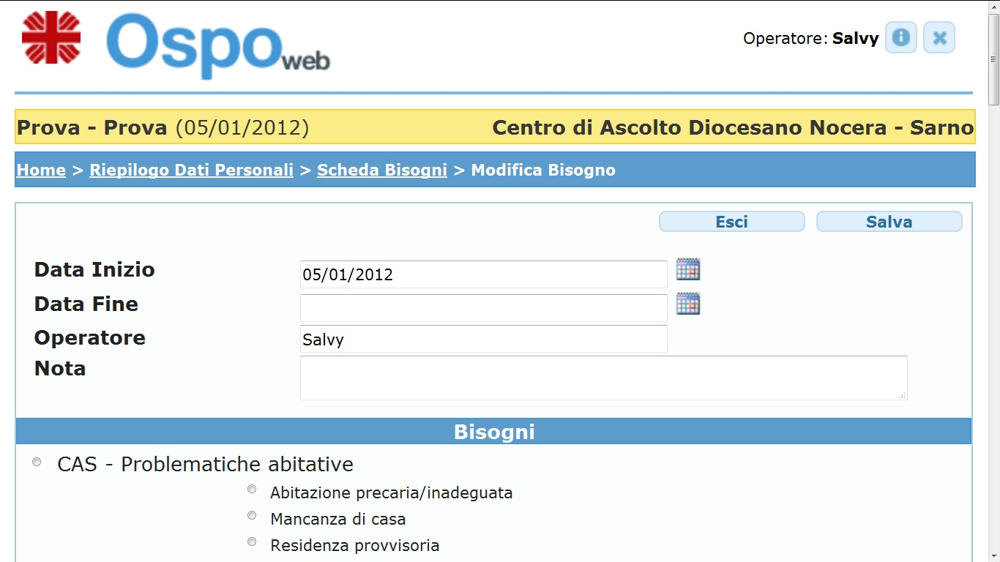 Ospo web
Operatore: Salvy
Prova - Prova (05/01/2012) Centro di Ascolto Diocesano Nocera - Sarno
Home > Riepilogo Dati Personali > Scheda Bisogni > Modifica Bisogno
Esci Salva
Data Inizio 05/01/2012
Data Fine
Operatore Salvy
Nota
Bisogni
CAS - Problematiche abitative
Abitazione precaria/inadeguata
Mancanza di casa
Residenza provvisoria